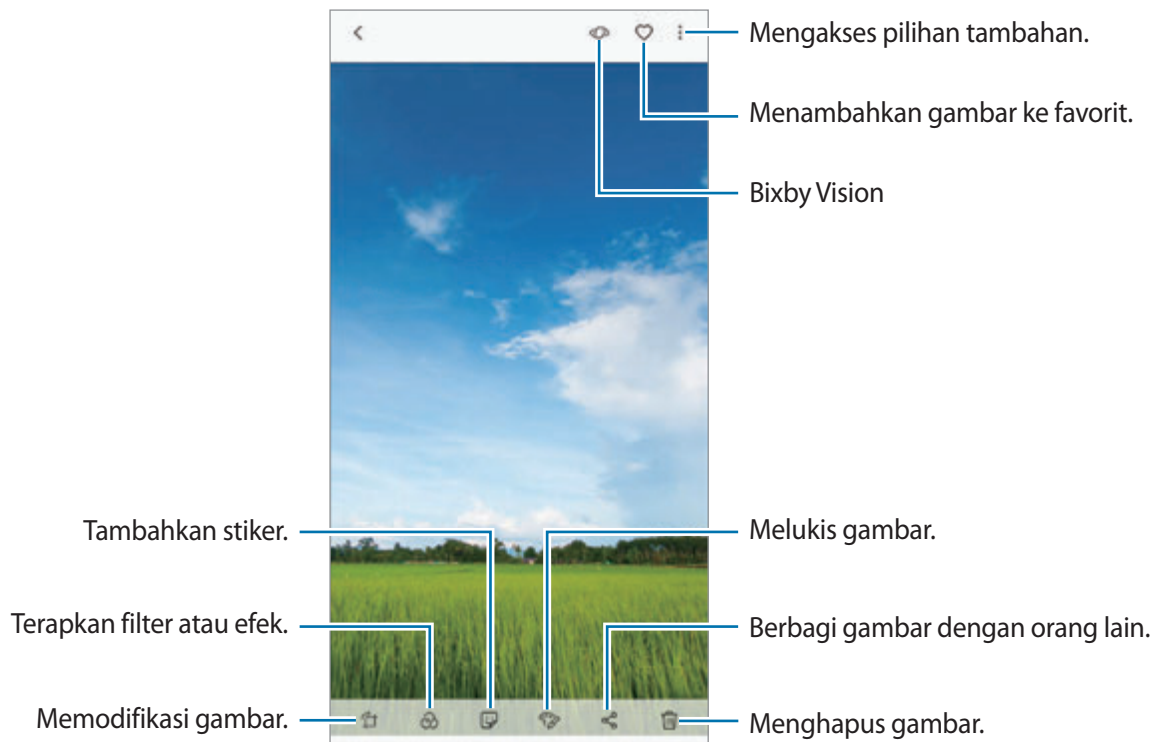 Mengakses pilihan tambahan.
Menambahkan gambar ke favorit.
Bixby Vision
Tambahkan stiker.
Melukis gambar.
Terapkan filter atau efek.
Berbagi gambar dengan orang lain.
Memodifikasi gambar.
Menghapus gambar.